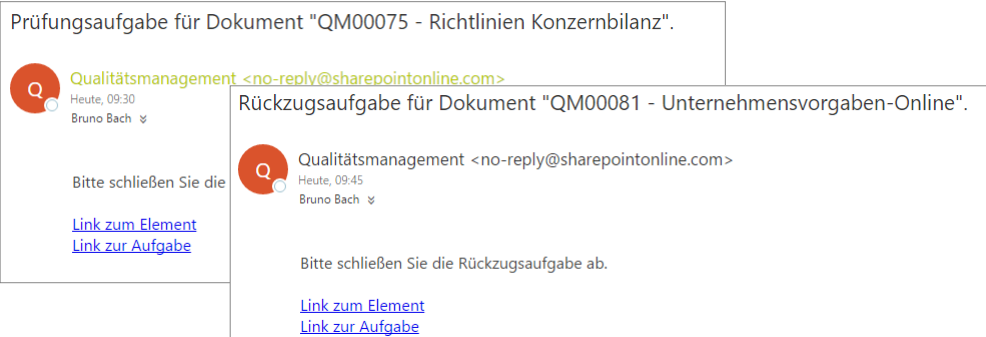 Prüfungsaufgabe für Dokument "QM00075 - Richtlinien Konzernbilanz".
Q
Qualitätsmanagement <no-reply@sharepointonline.com>
Heute, 09:30
Bruno Bach
Bitte schließen Sie die
Link zum Element
Link zur Aufgabe
Rückzugsaufgabe für Dokument "QM00081 - Unternehmensvorgaben-Online".
Q
Qualitätsmanagement <no-reply@sharepointonline.com>
Heute, 09:45
Bruno Bach
Bitte schließen Sie die Rückzugsaufgabe ab.
Link zum Element
Link zur Aufgabe